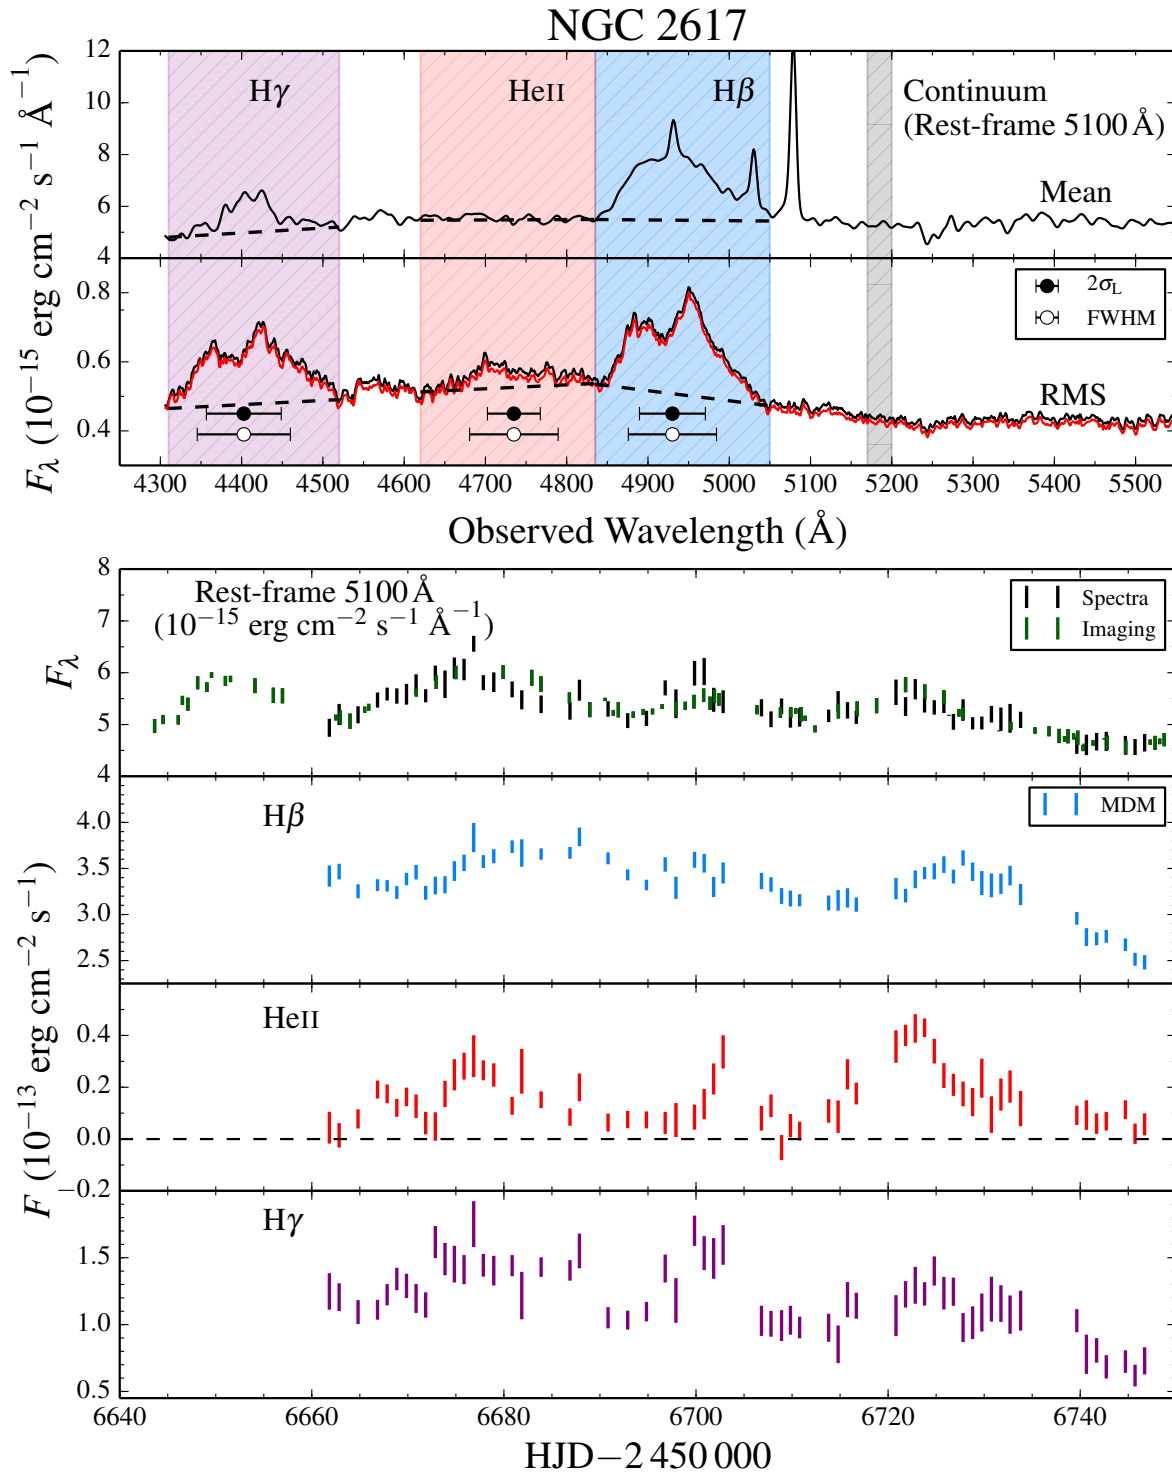 NGC 2617
12
10
8
6
4
Hγ
HeII
Hβ
Continuum
(Rest-frame 5100 Å)
Mean
0.8
0.6
0.4
2σL
FWHM
RMS
Fλ (10−15 erg cm−2 s−1 Å−1)
4300 4400 4500 4600 4700 4800 4900 5000 5100 5200 5300 5400 5500
Observed Wavelength (Å)
8
7
6
5
4
Fλ
Rest-frame 5100 Å
(10−15 erg cm−2 s−1 Å−1)
Spectra
Imaging
4.0
3.5
3.0
2.5
Hβ
MDM
0.4
0.2
0.0
−0.2
HeII
F (10−13 erg cm−2 s−1)
1.5
1.0
0.5
Hγ
6640 6660 6680 6700 6720 6740
HJD−2 450 000